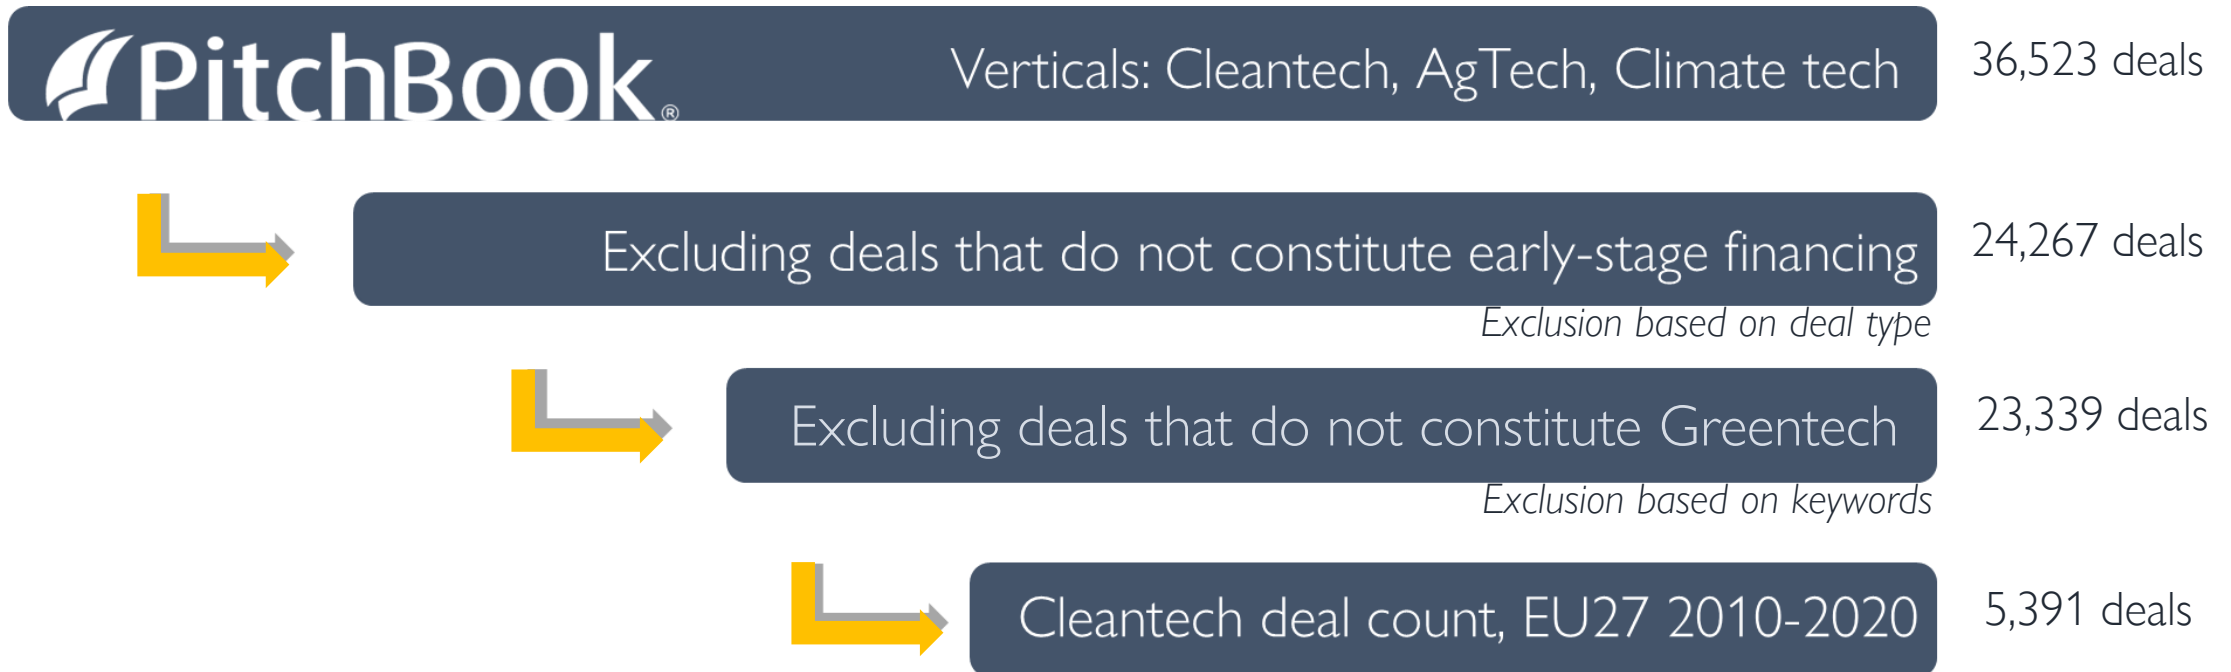 PitchBook® Verticals: Cleantech, AgTech, Climate tech 36,523 deals
Excluding deals that do not constitute early-stage financing 24,267 deals
Exclusion based on deal type
Excluding deals that do not constitute Greentech 23,339 deals
Exclusion based on keywords
Cleantech deal count, EU27 2010-2020 5,391 deals